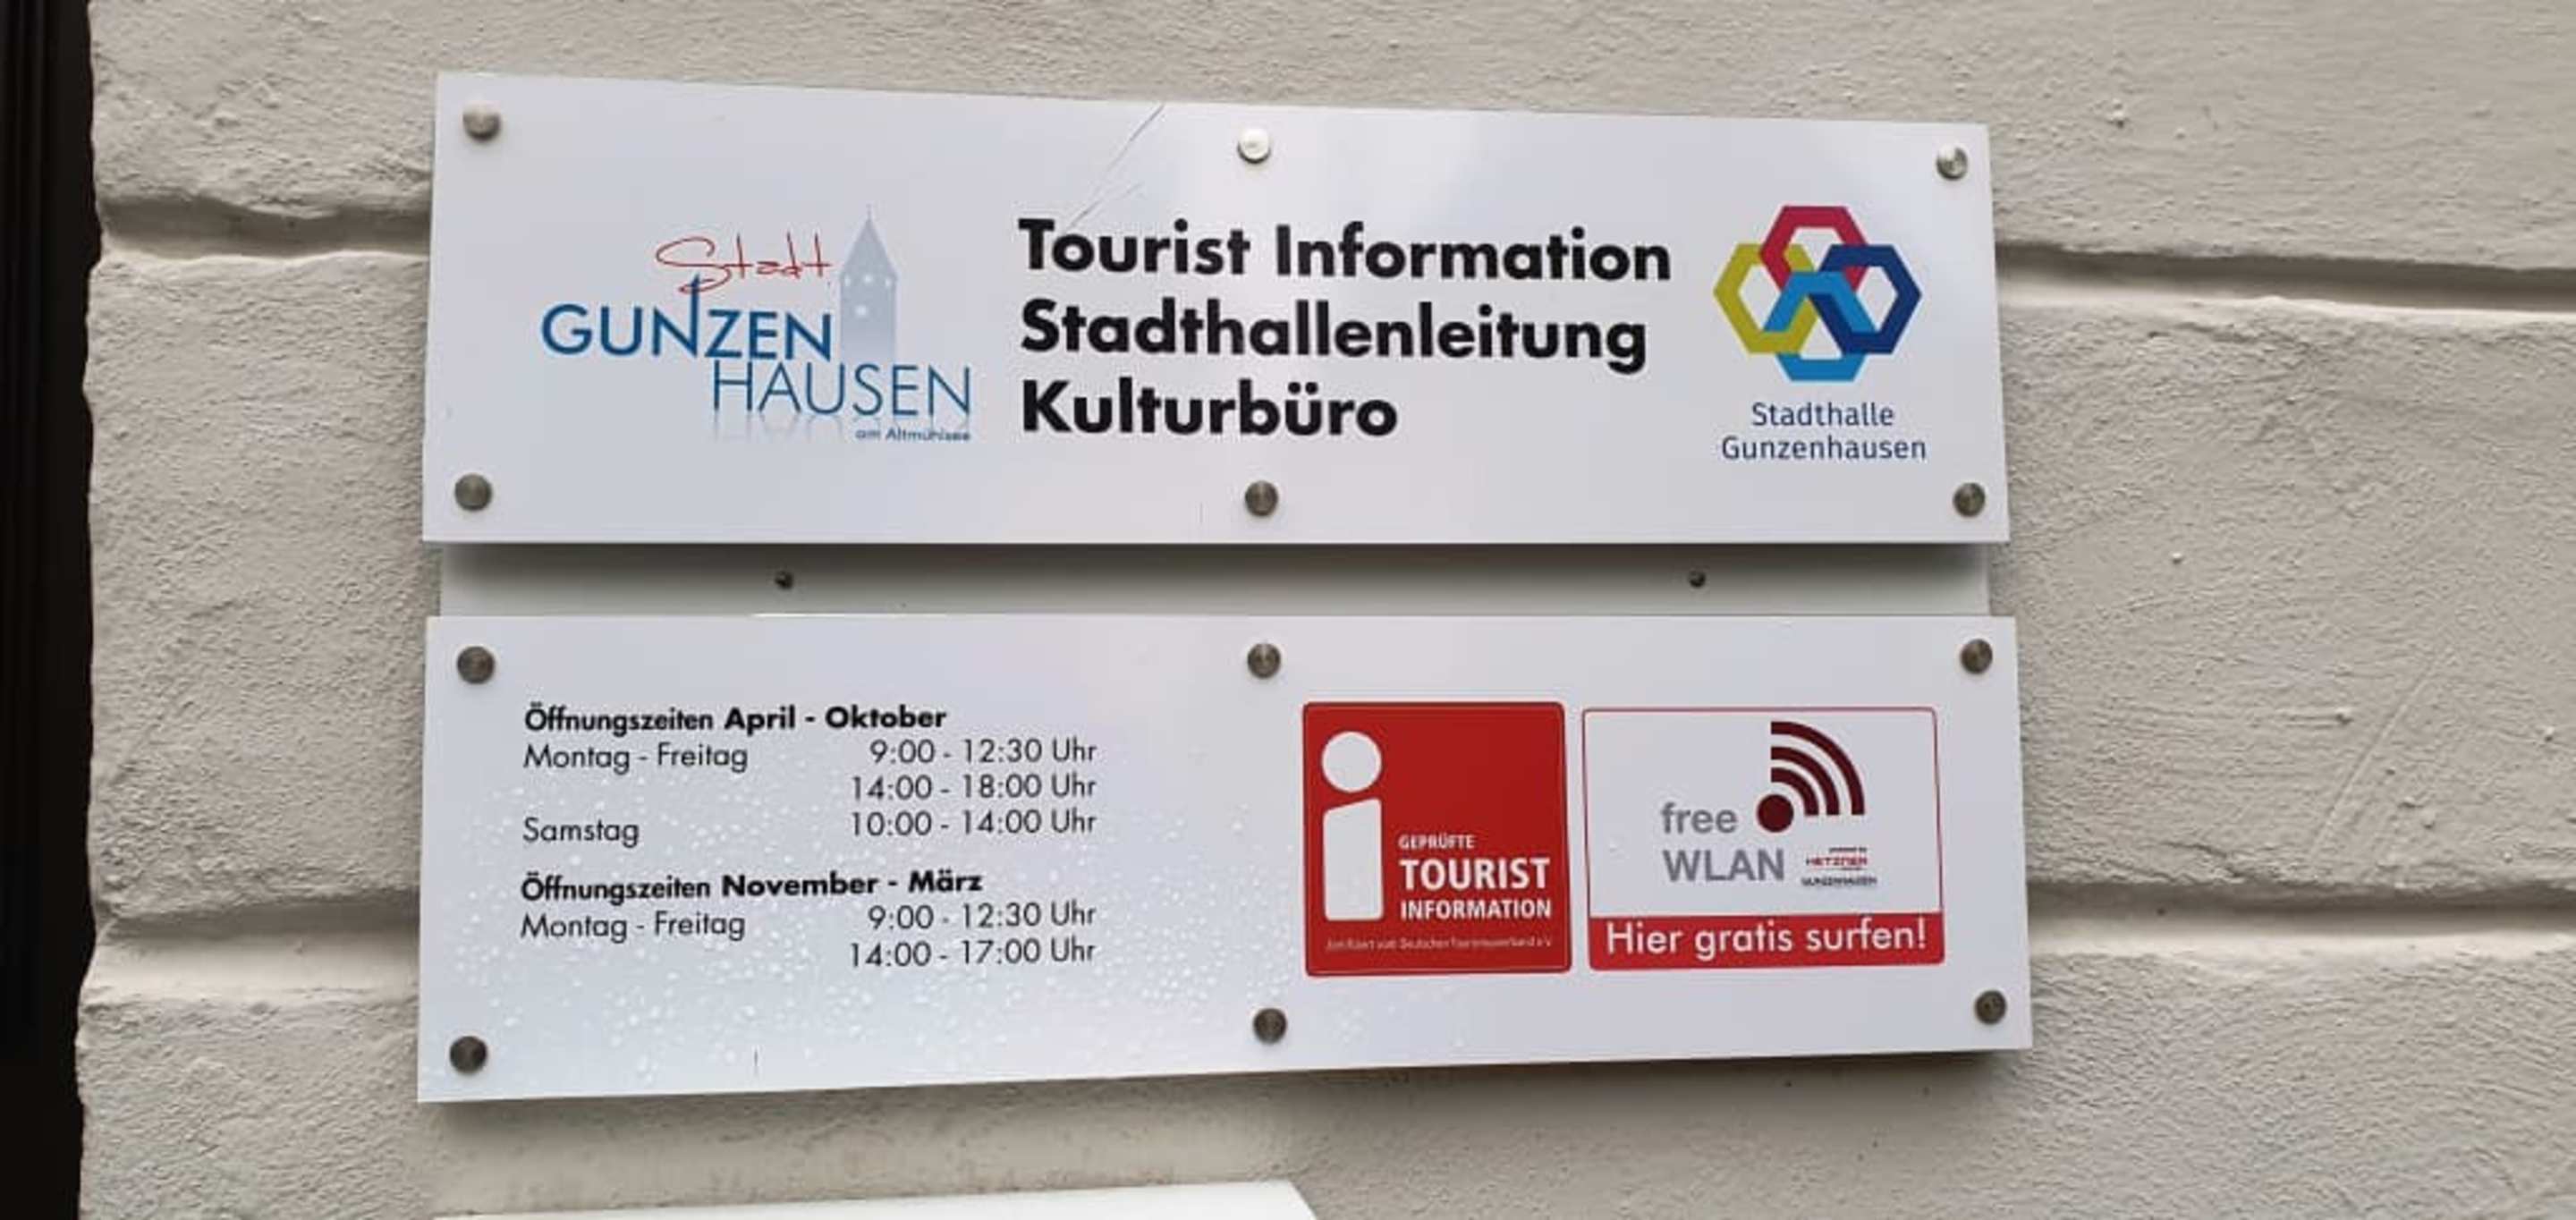 Stadt
GUNZEN
HAUSEN
am Altmühlsee
Tourist Information
Stadthallenleitung
Kulturbüro
Stadthalle
Gunzenhausen
Öffnungszeiten April - Oktober
Montag - Freitag 9:00 - 12:30 Uhr
14:00 - 18:00 Uhr
Samstag 10:00 - 14:00 Uhr
Öffnungszeiten November - März
Montag - Freitag 9:00 - 12:30 Uhr
14:00 - 17:00 Uhr
i
GEPRÜFTE
TOURIST
INFORMATION
free
WLAN
HETZNER
GUNZENHAUSEN
Hier gratis surfen!